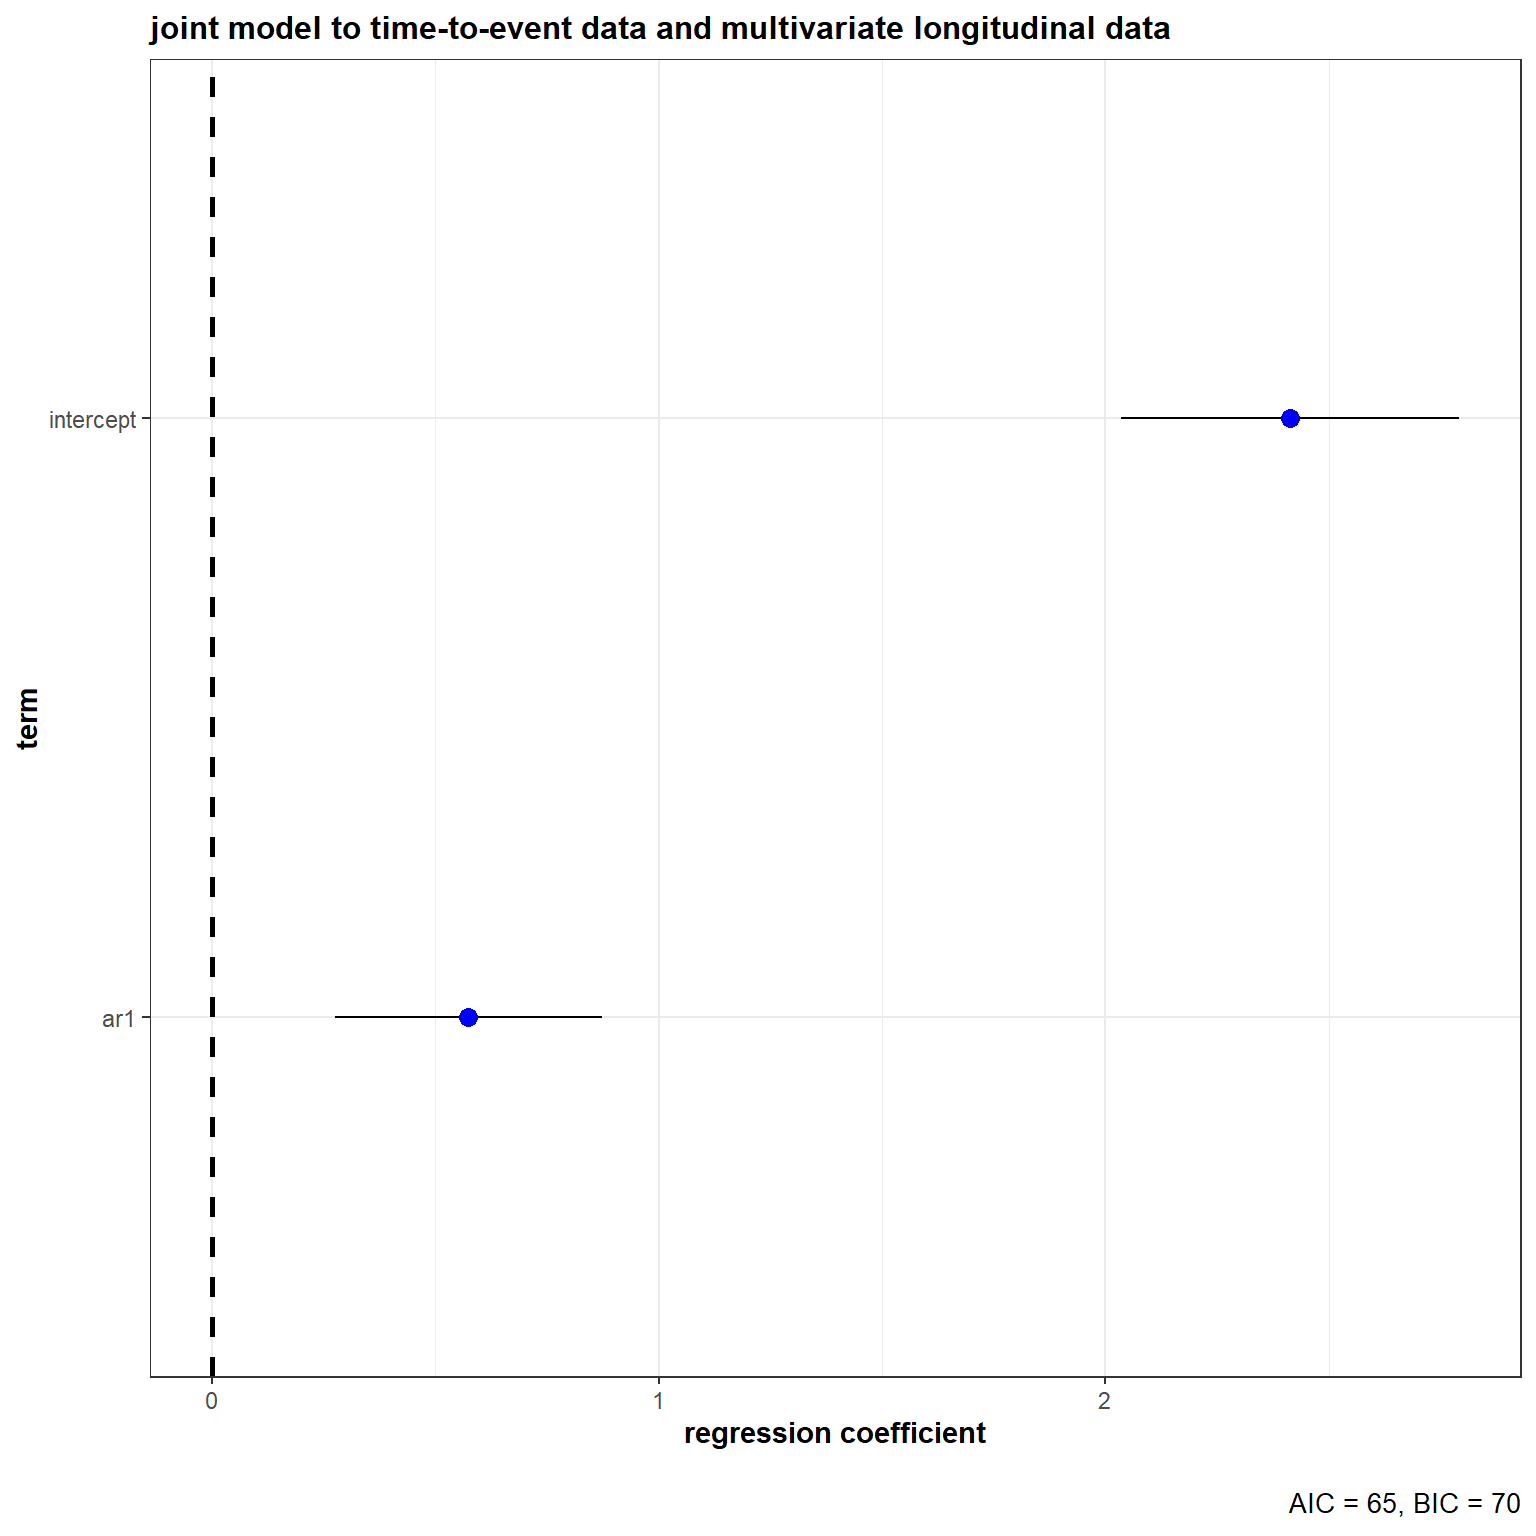 joint model to time-to-event data and multivariate longitudinal data
term
intercept
ar1
0 1 2
regression coefficient
AIC = 65, BIC = 70